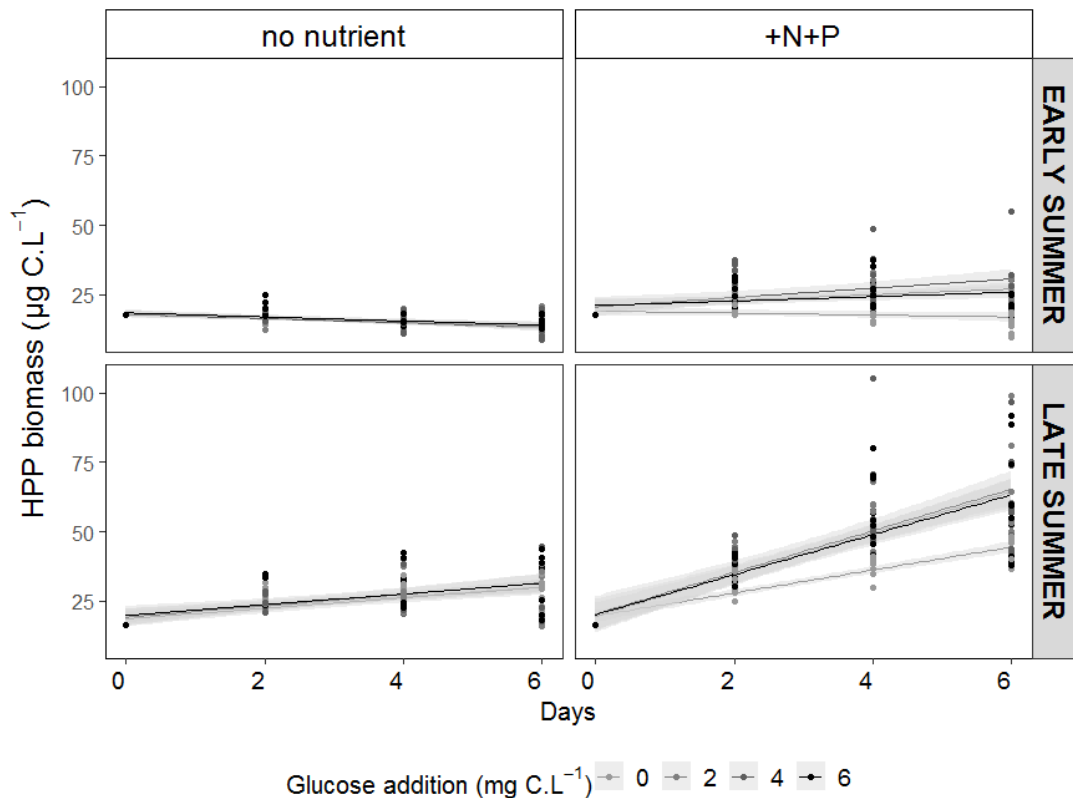 no nutrient
+N+P
HPP biomass (µg C.L⁻¹)
100
75
50
25
EARLY SUMMER
100
75
50
25
LATE SUMMER
0 2 4 6 0 2 4 6
Days
Glucose addition (mg C.L⁻¹) 0 2 4 6